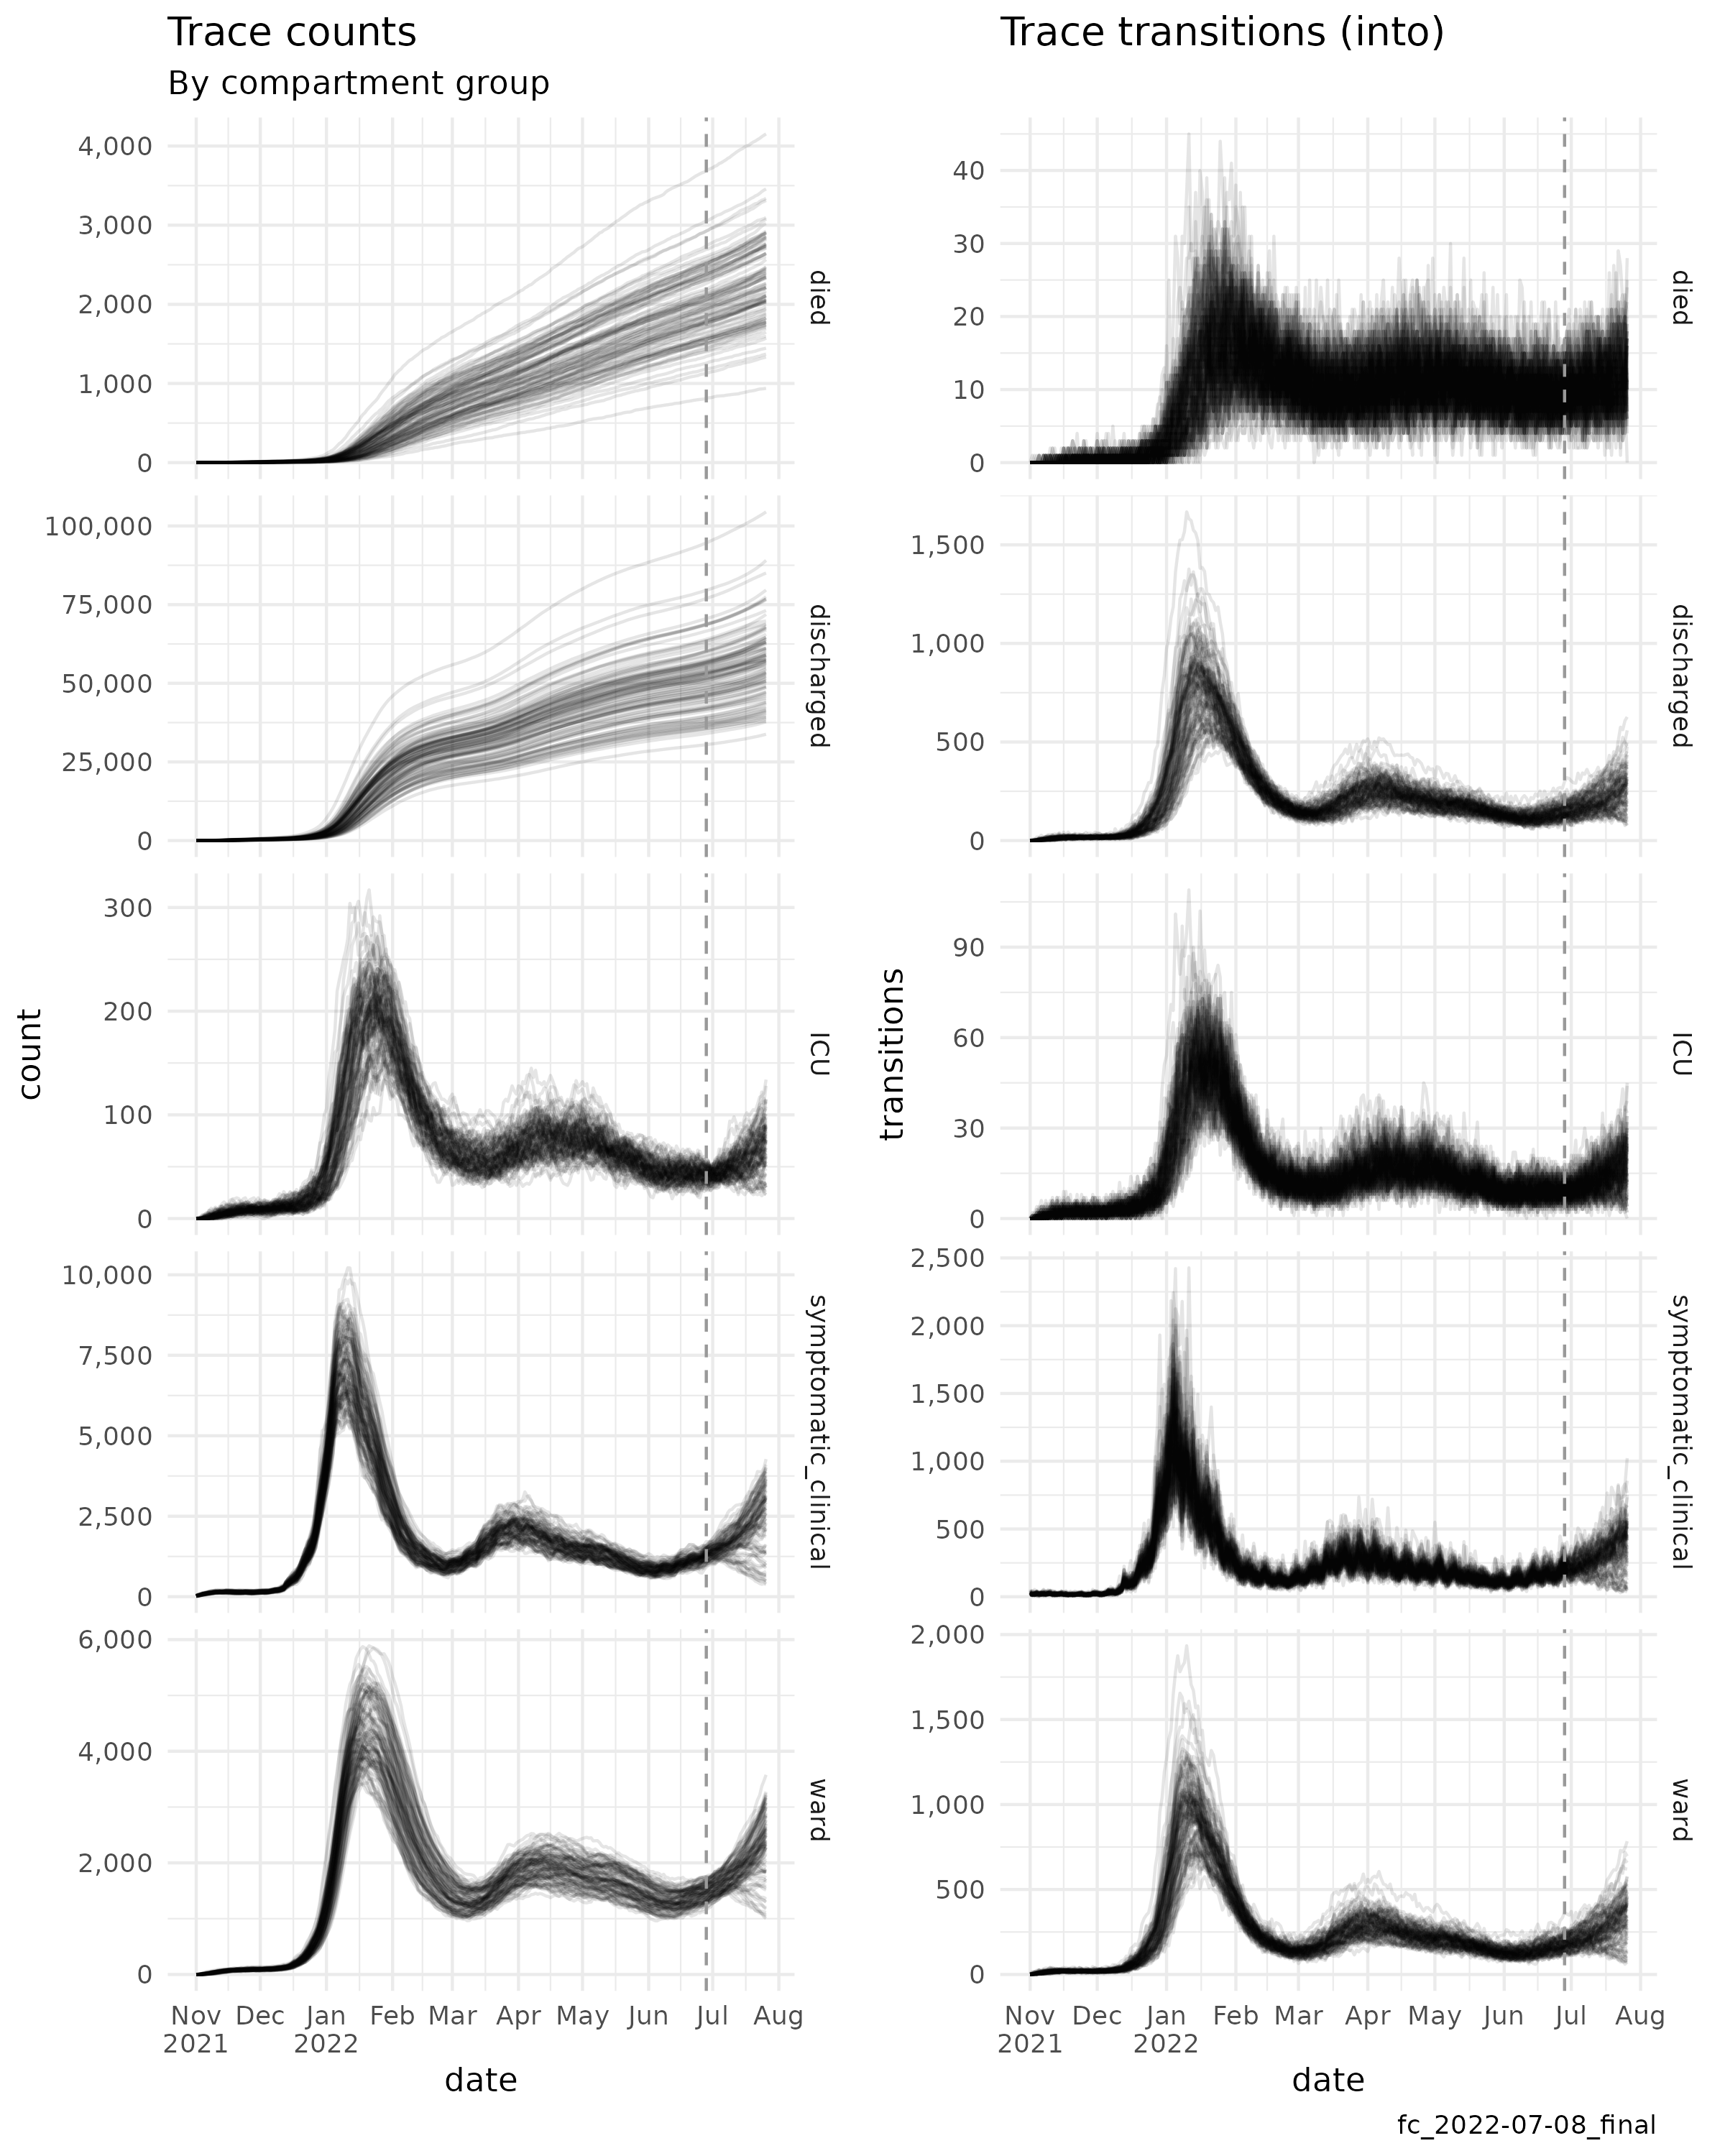 Trace counts
By compartment group
4,000
3,000
2,000
1,000
0
died
100,000
75,000
50,000
25,000
0
discharged
300
200
100
0
ICU
10,000
7,500
5,000
2,500
0
symptomatic_clinical
6,000
4,000
2,000
0
ward
count
Nov Dec Jan Feb Mar Apr May Jun Jul Aug
2021 2022
date
Trace transitions (into)
40
30
20
10
0
died
1,500
1,000
500
0
discharged
90
60
30
0
ICU
2,500
2,000
1,500
1,000
500
0
symptomatic_clinical
2,000
1,500
1,000
500
0
ward
transitions
Nov Dec Jan Feb Mar Apr May Jun Jul Aug
2021 2022
date
fc_2022-07-08_final